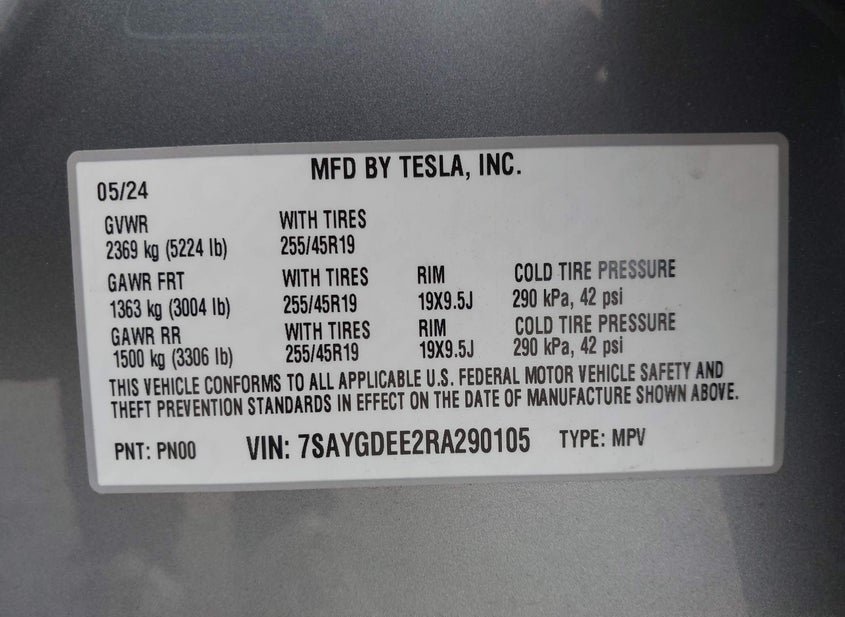 MFD BY TESLA, INC.
05/24
GVWR WITH TIRES
2369 kg (5224 lb) 255/45R19
GAWR FRT WITH TIRES RIM COLD TIRE PRESSURE
1363 kg (3004 lb) 255/45R19 19X9.5J 290 kPa, 42 psi
GAWR RR WITH TIRES RIM COLD TIRE PRESSURE
1500 kg (3306 lb) 255/45R19 19X9.5J 290 kPa, 42 psi
THIS VEHICLE CONFORMS TO ALL APPLICABLE U.S. FEDERAL MOTOR VEHICLE SAFETY AND
THEFT PREVENTION STANDARDS IN EFFECT ON THE DATE OF MANUFACTURE SHOWN ABOVE.
PNT: PN00 VIN: 7SAYGDEE2RA290105 TYPE: MPV